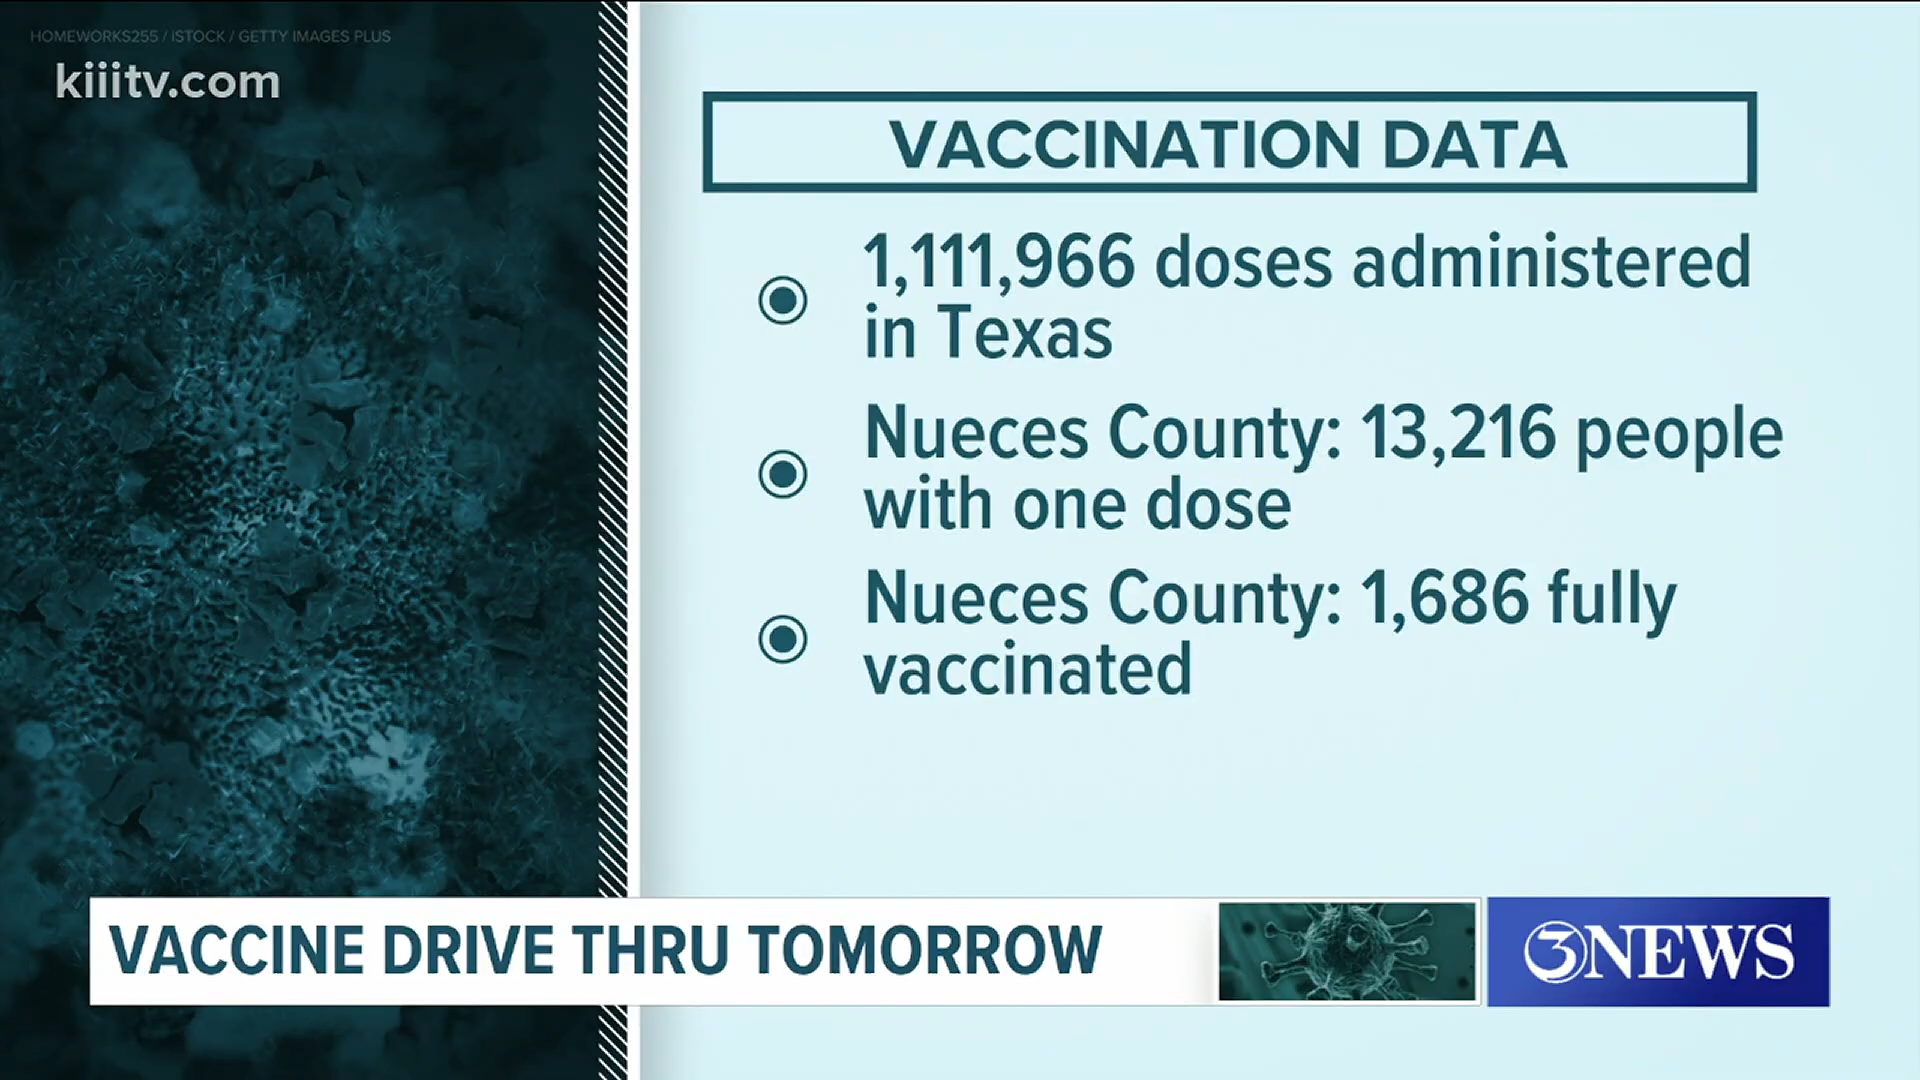 HOMEWORKS255 / ISTOCK / GETTY IMAGES PLUS
kiiitv.com
VACCINATION DATA
1,111,966 doses administered
in Texas
Nueces County: 13,216 people
with one dose
Nueces County: 1,686 fully
vaccinated
VACCINE DRIVE THRU TOMORROW
3NEWS